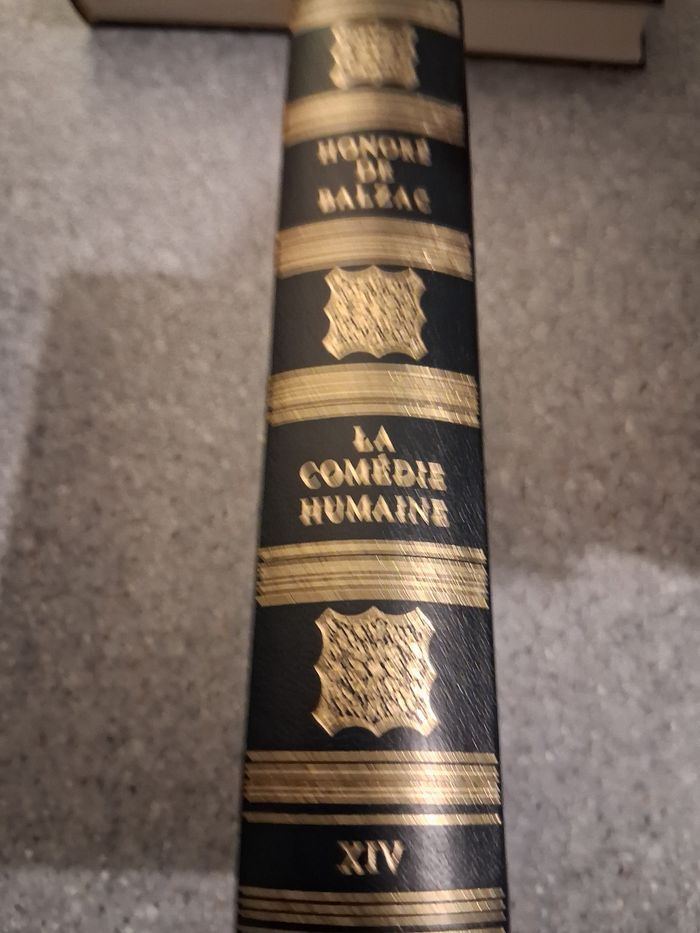 HONORÉ
DE
BALZAC
LA
COMÉDIE
HUMAINE
XIV